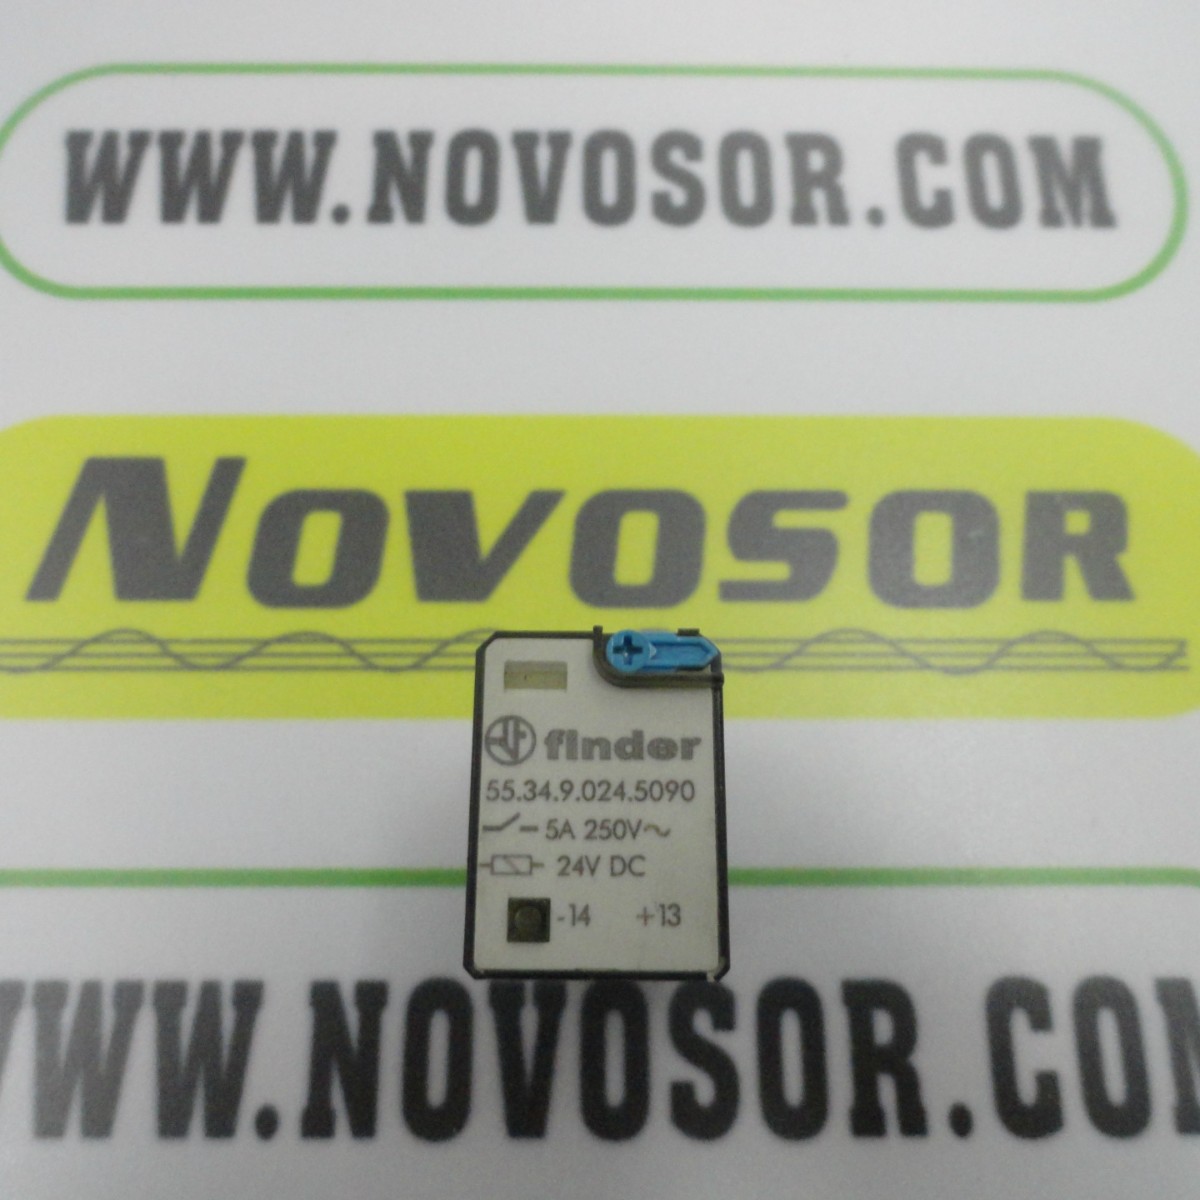 WWW.NOVOSOR.COM
NOVOSOR
finder
55.34.9.024.5090
5A 250V~
24V DC
-14 +13
WWW.NOVOSOR.COM